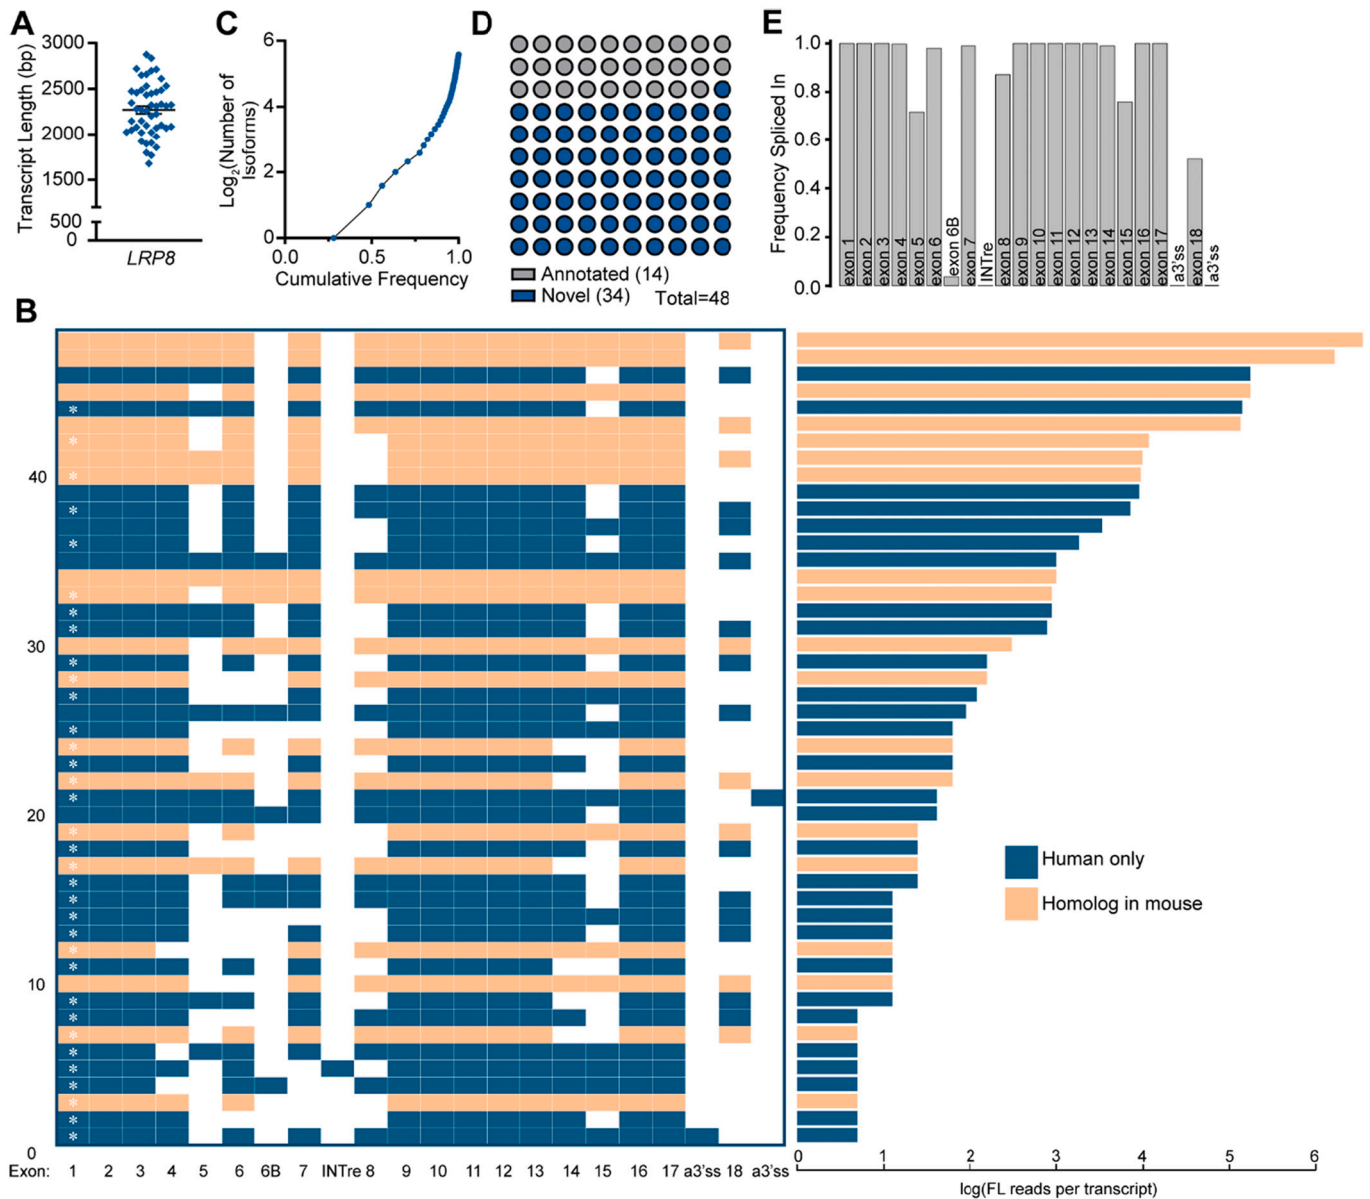 A
Transcript Length (bp)
3000
2500
2000
1500
500
0
LRP8
C
Log2(Number of
Isoforms)
6
4
2
0
0.0
0.5
1.0
Cumulative Frequency
D
Annotated (14)
Novel (34)
Total=48
E
Frequency Spliced In
1.0
0.8
0.6
0.4
0.2
0.0
exon 1
exon 2
exon 3
exon 4
exon 5
exon 6
exon 6B
exon 7
INTre
exon 8
exon 9
exon 10
exon 11
exon 12
exon 13
exon 14
exon 15
exon 16
exon 17
a3'ss
exon 18
a3'ss
B
40
30
20
10
0
* * * * * * * * * * * * * * * * * * * * * * * * * * * * * * * * * *
Exon: 1 2 3 4 5 6 6B 7 INTre 8 9 10 11 12 13 14 15 16 17 a3'ss 18 a3'ss
Human only
Homolog in mouse
0 1 2 3 4 5 6
log(FL reads per transcript)